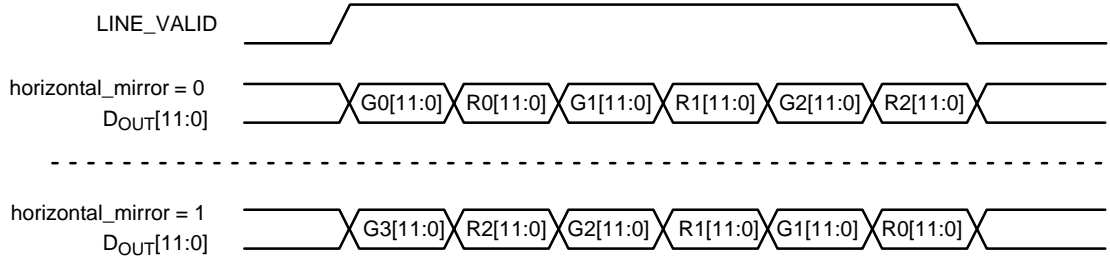 LINE_VALID
horizontal_mirror = 0
G0[11:0] R0[11:0] G1[11:0] R1[11:0] G2[11:0] R2[11:0]
DOUT[11:0]
horizontal_mirror = 1
G3[11:0] R2[11:0] G2[11:0] R1[11:0] G1[11:0] R0[11:0]
DOUT[11:0]